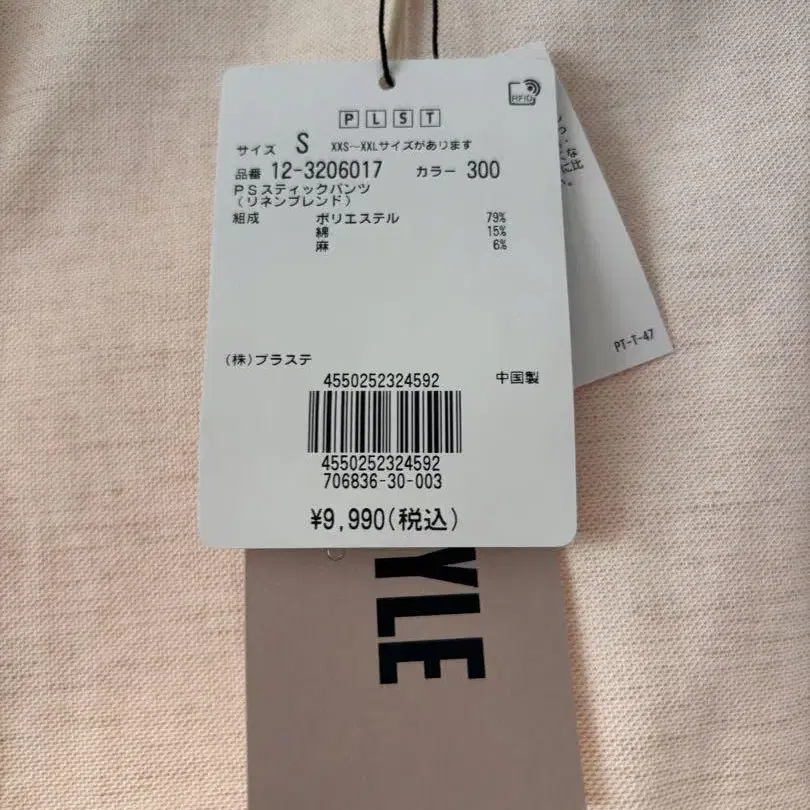 PLST
RFID
サイズ S XXS～XXLサイズがあります
品番 12-3206017 カラー 300
PSスティックパンツ
(リネンブレンド)
組成 ポリエステル 79%
綿 15%
麻 6%
(株)プラステ
4550252324592
中国製
4550252324592
706836-30-003
¥9,990(税込)
PT-T-47
YLE